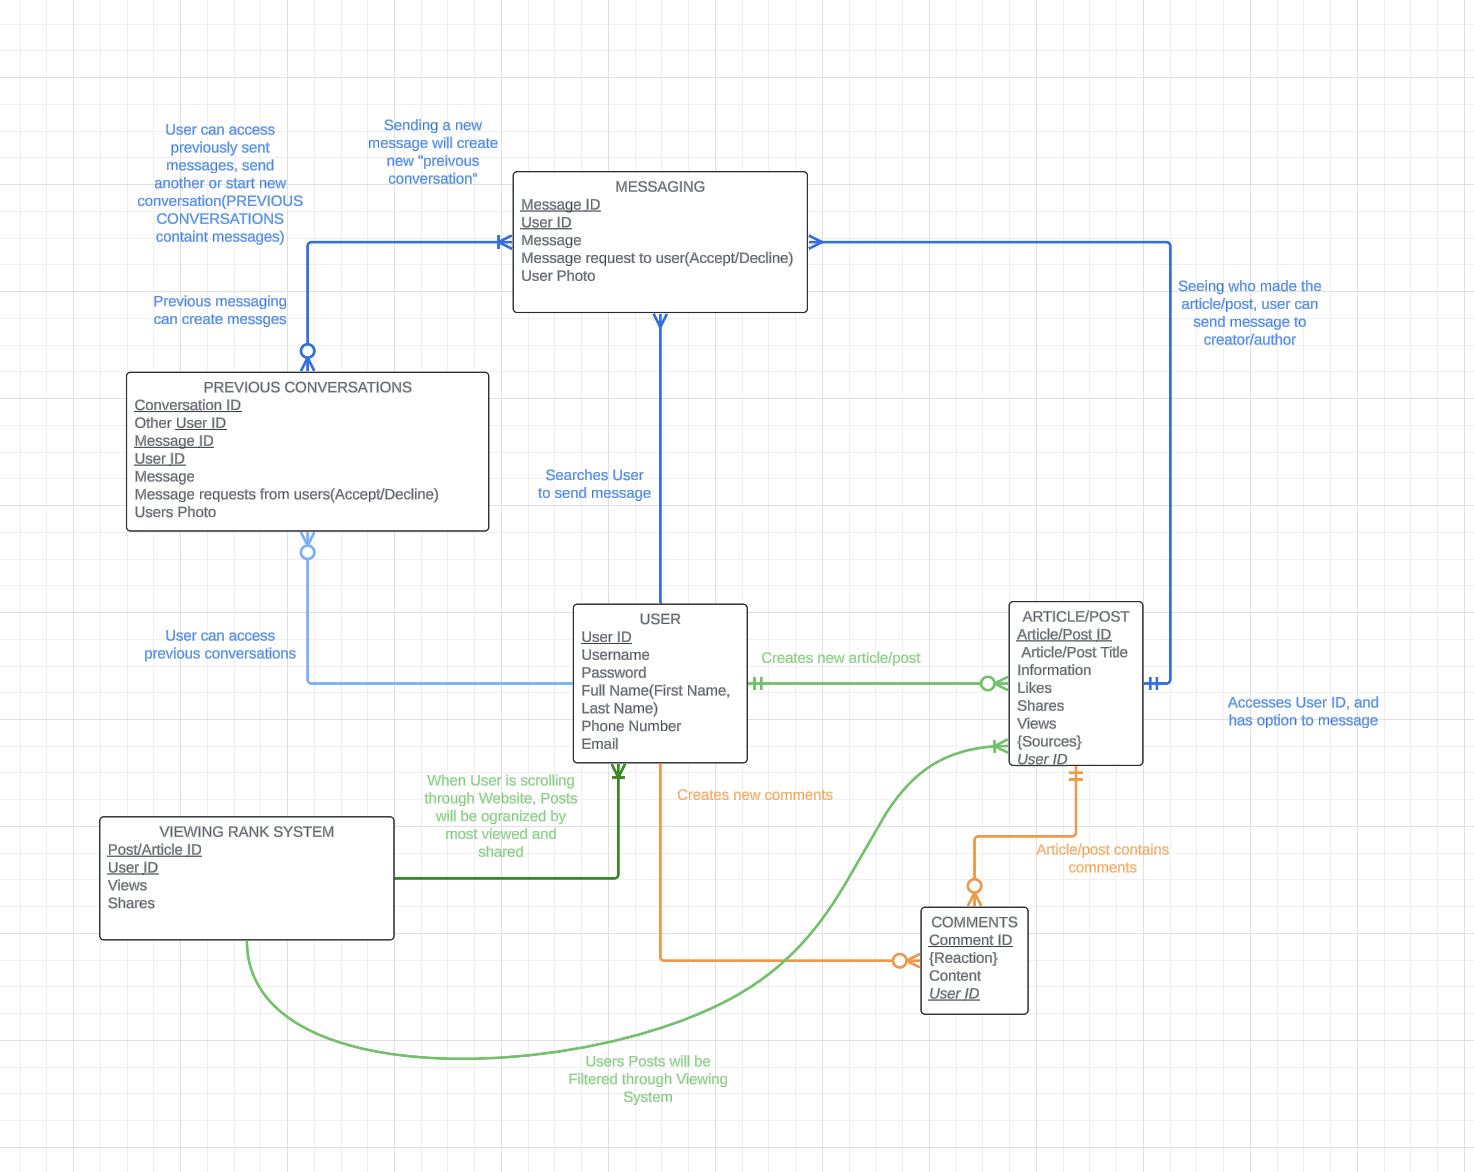 User can access
previously sent
messages, send
another or start new
conversation(PREVIOUS
CONVERSATIONS
containt messages)
Sending a new
message will create
new "preivous
conversation"
MESSAGING
Message ID
User ID
Message
Message request to user(Accept/Decline)
User Photo
Previous messaging
can create messges
Seeing who made the
article/post, user can
send message to
creator/author
PREVIOUS CONVERSATIONS
Conversation ID
Other User ID
Message ID
User ID
Message
Message requests from users(Accept/Decline)
Users Photo
Searches User
to send message
User can access
previous conversations
USER
User ID
Username
Password
Full Name(First Name,
Last Name)
Phone Number
Email
Creates new article/post
ARTICLE/POST
Article/Post ID
Article/Post Title
Information
Likes
Shares
Views
{Sources}
User ID
Accesses User ID, and
has option to message
When User is scrolling
through Website, Posts
will be ogranized by
most viewed and
shared
Creates new comments
VIEWING RANK SYSTEM
Post/Article ID
User ID
Views
Shares
Article/post contains
comments
COMMENTS
Comment ID
{Reaction}
Content
User ID
Users Posts will be
Filtered through Viewing
System